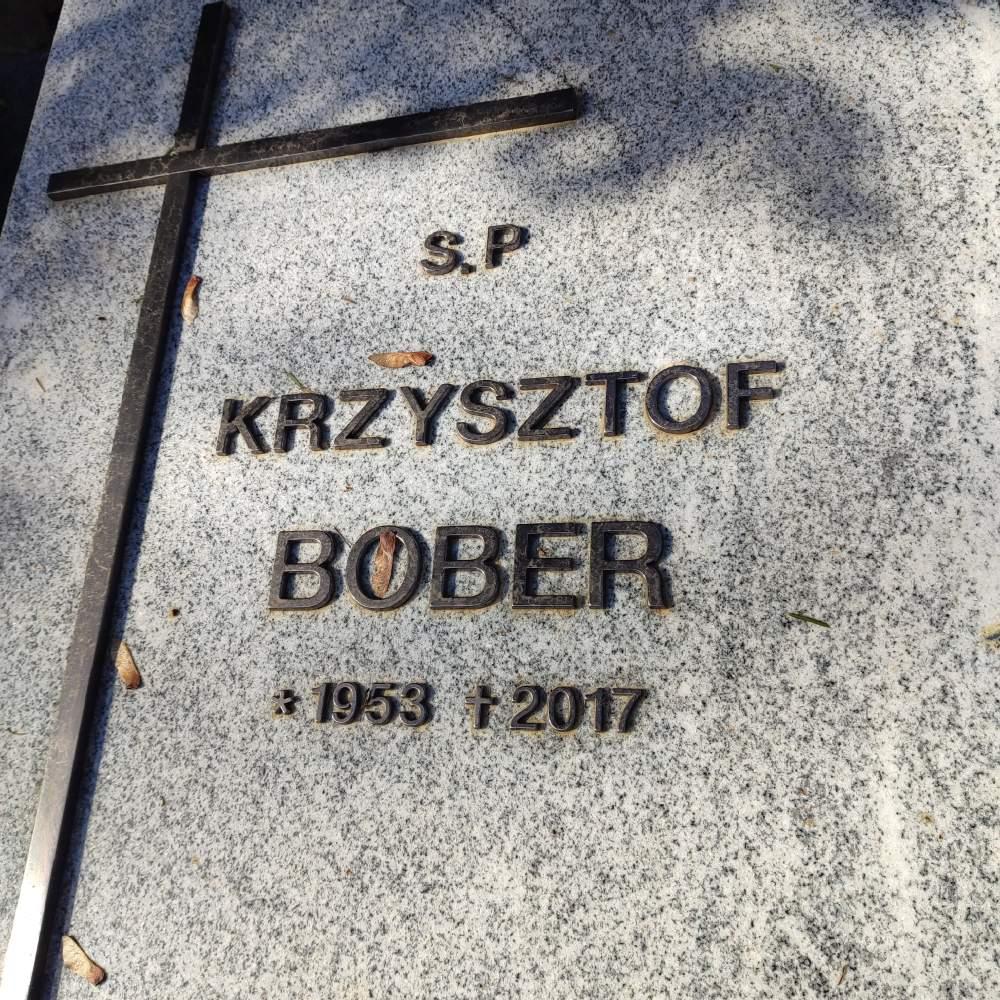 S.P
KRZYSZTOF
BOBER
* 1953 † 2017